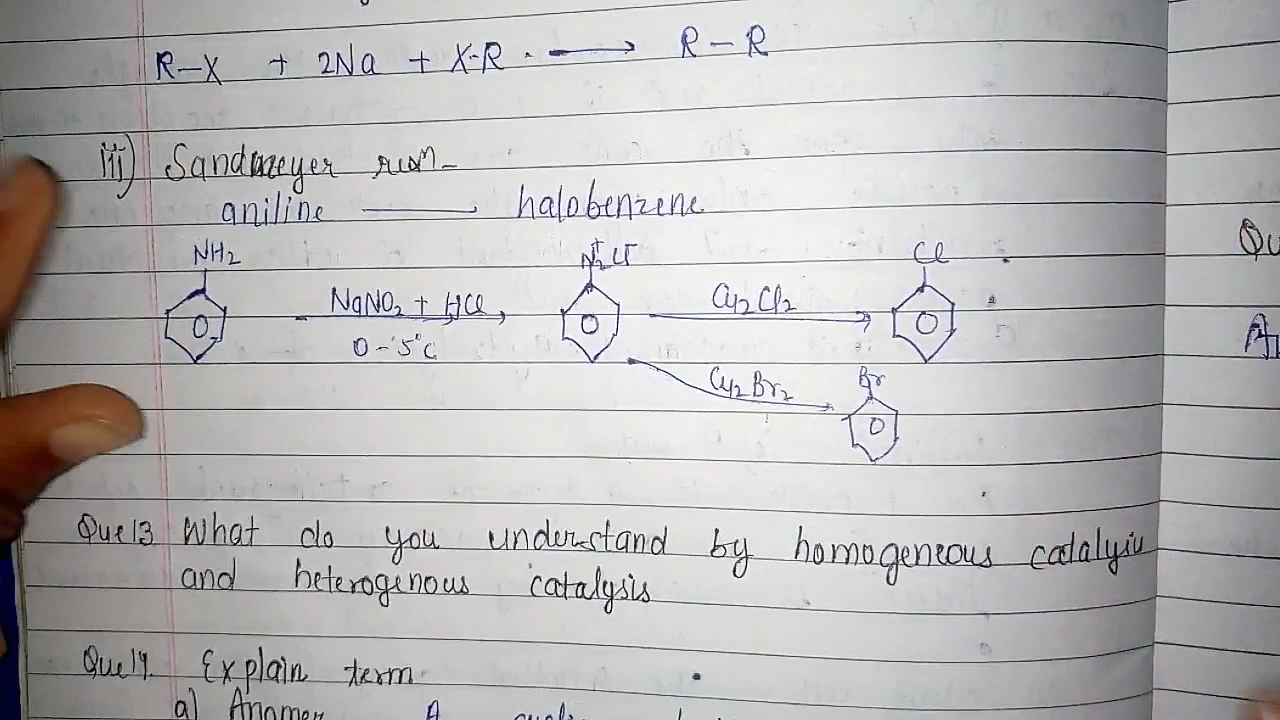 R-X + 2Na + X-R → R-R
iii) Sandmeyer rxn-
aniline → halobenzene
NH2 N2+Cl- Cl
NaNO2 + HCl Cu2Cl2
0-5°C
Cu2Br2 Br
Que13 What do you understand by homogeneous catalysis
and heterogenous catalysis
Que14. Explain term
a) Anomer A
Qu
A